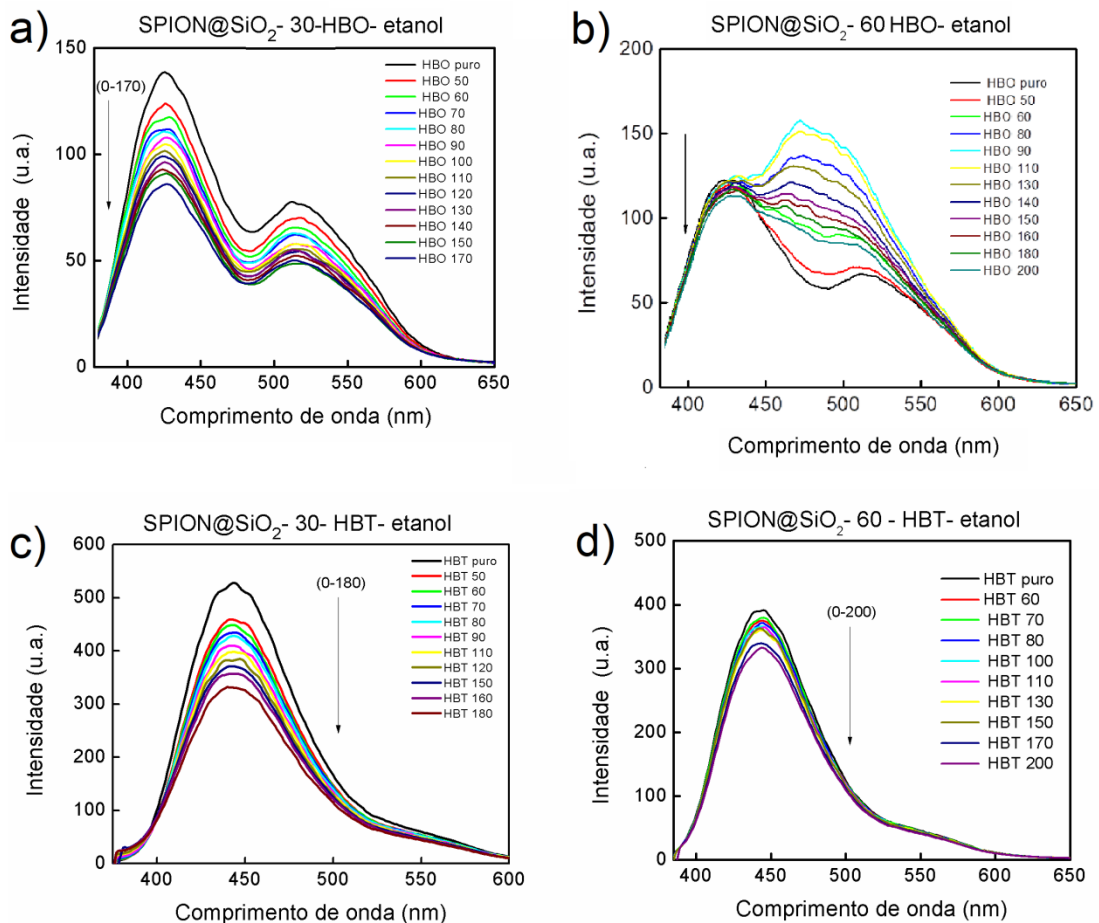 a)
SPION@SiO2- 30-HBO- etanol
Intensidade (u.a.)
150
100
50
0
(0-170)
HBO puro
HBO 50
HBO 60
HBO 70
HBO 80
HBO 90
HBO 100
HBO 110
HBO 120
HBO 130
HBO 140
HBO 150
HBO 170
400 450 500 550 600 650
Comprimento de onda (nm)
b)
SPION@SiO2- 60 HBO- etanol
Intensidade (u.a.)
200
150
100
50
0
HBO puro
HBO 50
HBO 60
HBO 80
HBO 90
HBO 110
HBO 130
HBO 140
HBO 150
HBO 160
HBO 180
HBO 200
400 450 500 550 600 650
Comprimento de onda (nm)
c)
SPION@SiO2- 30- HBT- etanol
Intensidade (u.a.)
600
500
400
300
200
100
0
(0-180)
HBT puro
HBT 50
HBT 60
HBT 70
HBT 80
HBT 90
HBT 110
HBT 120
HBT 150
HBT 160
HBT 180
400 450 500 550 600
Comprimento de onda (nm)
d)
SPION@SiO2- 60 - HBT- etanol
Intensidade (u.a.)
500
400
300
200
100
0
(0-200)
HBT puro
HBT 60
HBT 70
HBT 80
HBT 100
HBT 110
HBT 130
HBT 150
HBT 170
HBT 200
400 450 500 550 600 650
Comprimento de onda (nm)